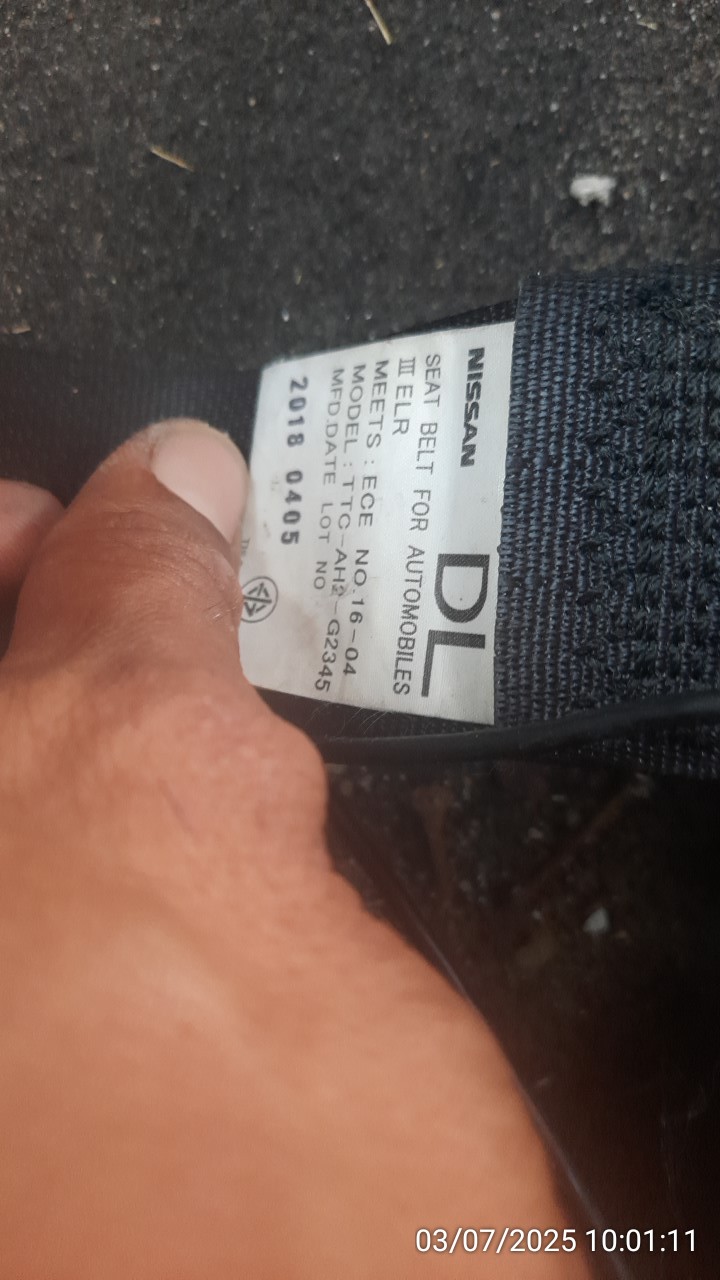 NISSAN
DL
SEAT BELT FOR AUTOMOBILES
III ELR
MEETS : ECE NO.16-04
MODEL : TTC-AH2-G2345
MFD.DATE LOT NO
2018 0405
03/07/2025 10:01:11